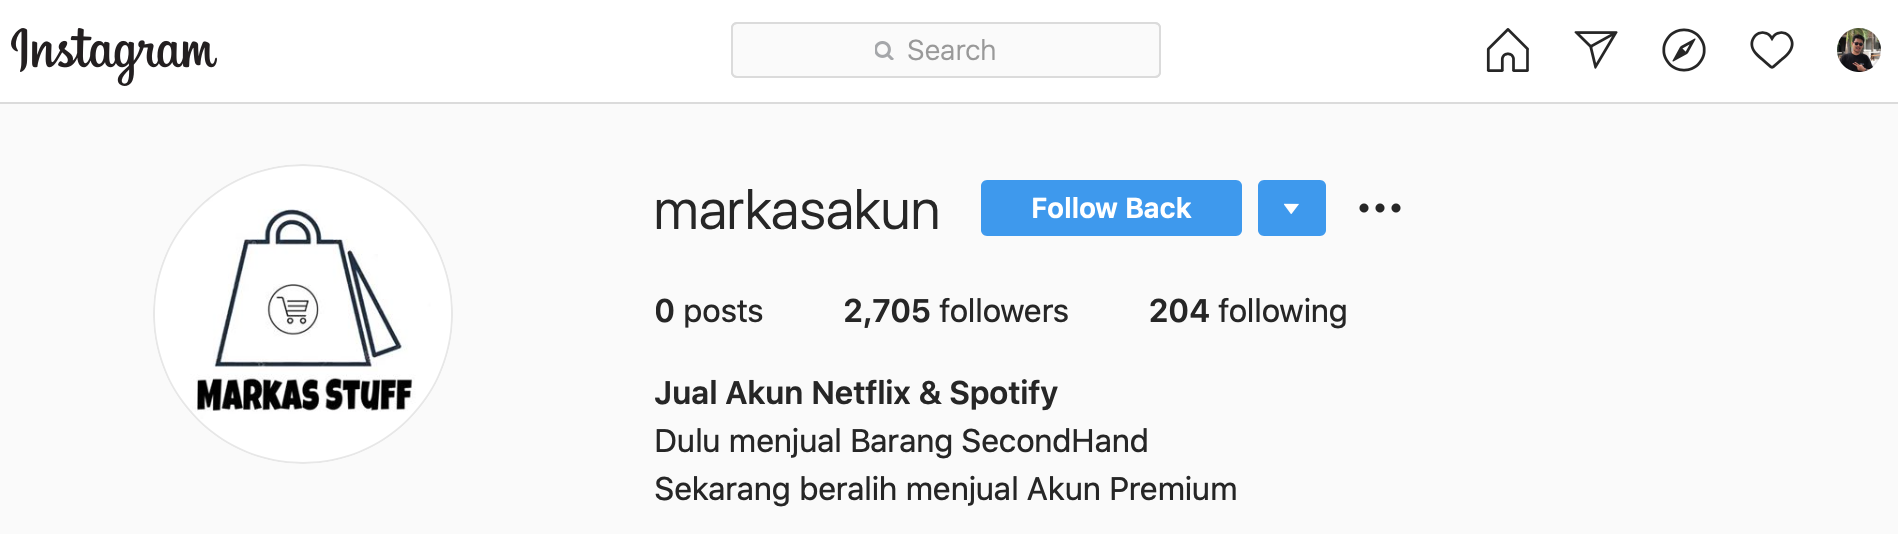 Instagram
Search
markasakun
Follow Back
0 posts 2,705 followers 204 following
Jual Akun Netflix & Spotify
Dulu menjual Barang SecondHand
Sekarang beralih menjual Akun Premium
MARKAS STUFF